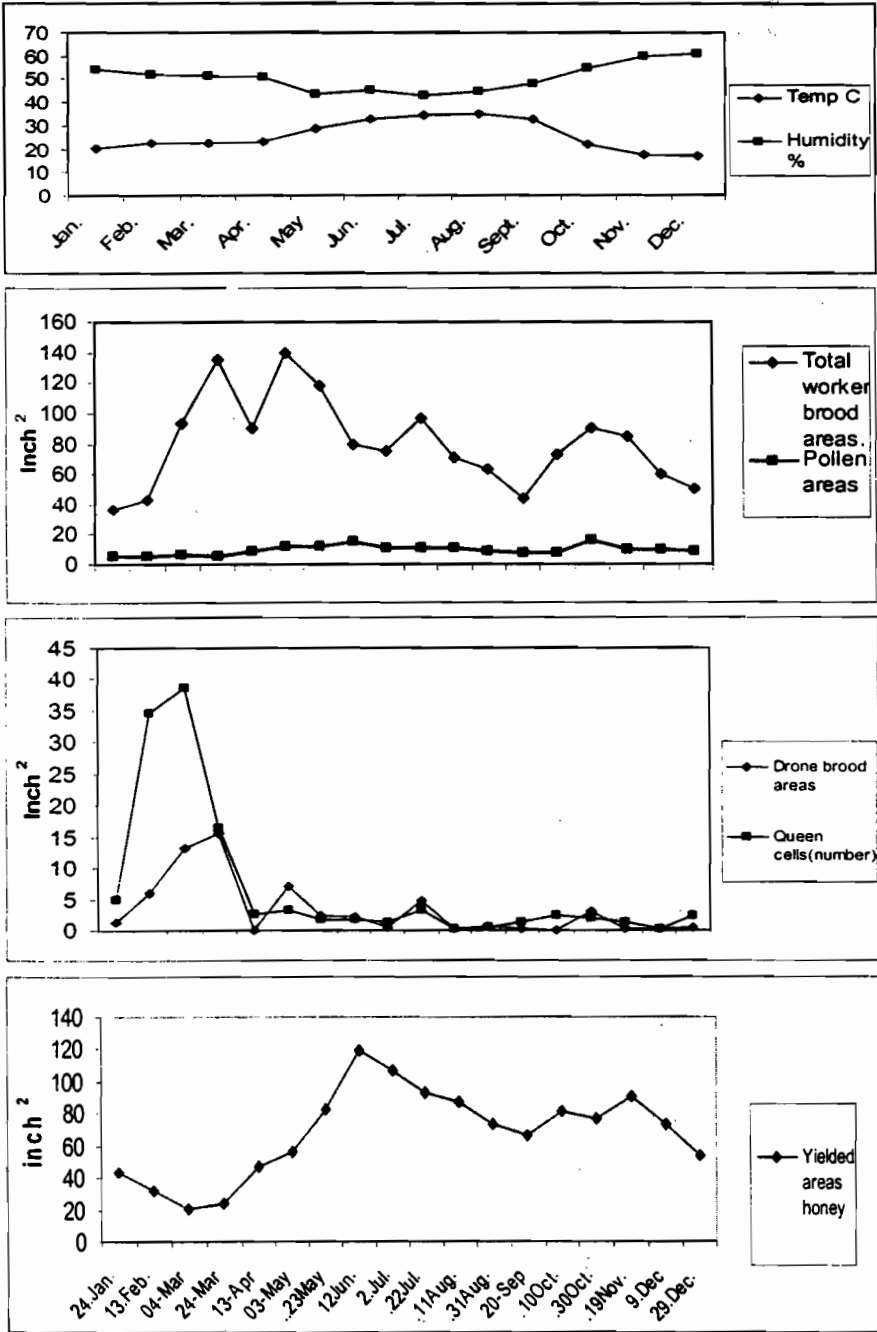 70
60
50
40
30
20
10
0
Jan.
Feb.
Mar.
Apr.
May
Jun.
Jul.
Aug.
Sept.
Oct.
Nov.
Dec.
Temp C
Humidity
%
160
140
120
100
80
60
40
20
0
Inch 2
Total
worker
brood
areas.
Pollen
areas
45
40
35
30
25
20
15
10
5
0
Inch 2
Drone brood
areas
Queen
cells(number)
140
120
100
80
60
40
20
0
inch 2
24.Jan.
13.Feb.
04-Mar
24-Mar
13-Apr
03-May
..23May
12Jun.
2.Jul.
.22Jul.
.11Aug.
.31Aug.
20-Sep
.10Oct.
.30Oct.
.19Nov.
9.Dec
29.Dec.
Yielded
areas
honey